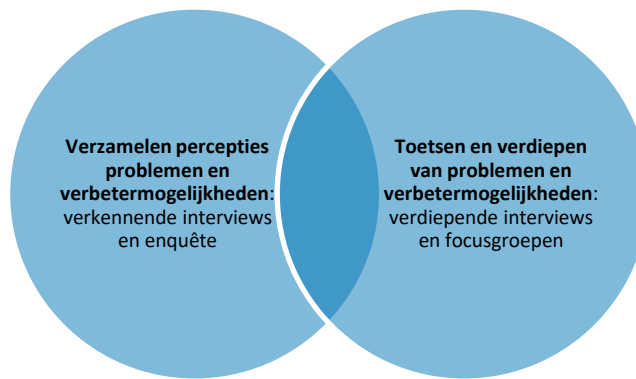 Verzamelen percepties
problemen en
verbetermogelijkheden:
verkennende interviews
en enquête
Toetsen en verdiepen
van problemen en
verbetermogelijkheden:
verdiepende interviews
en focusgroepen